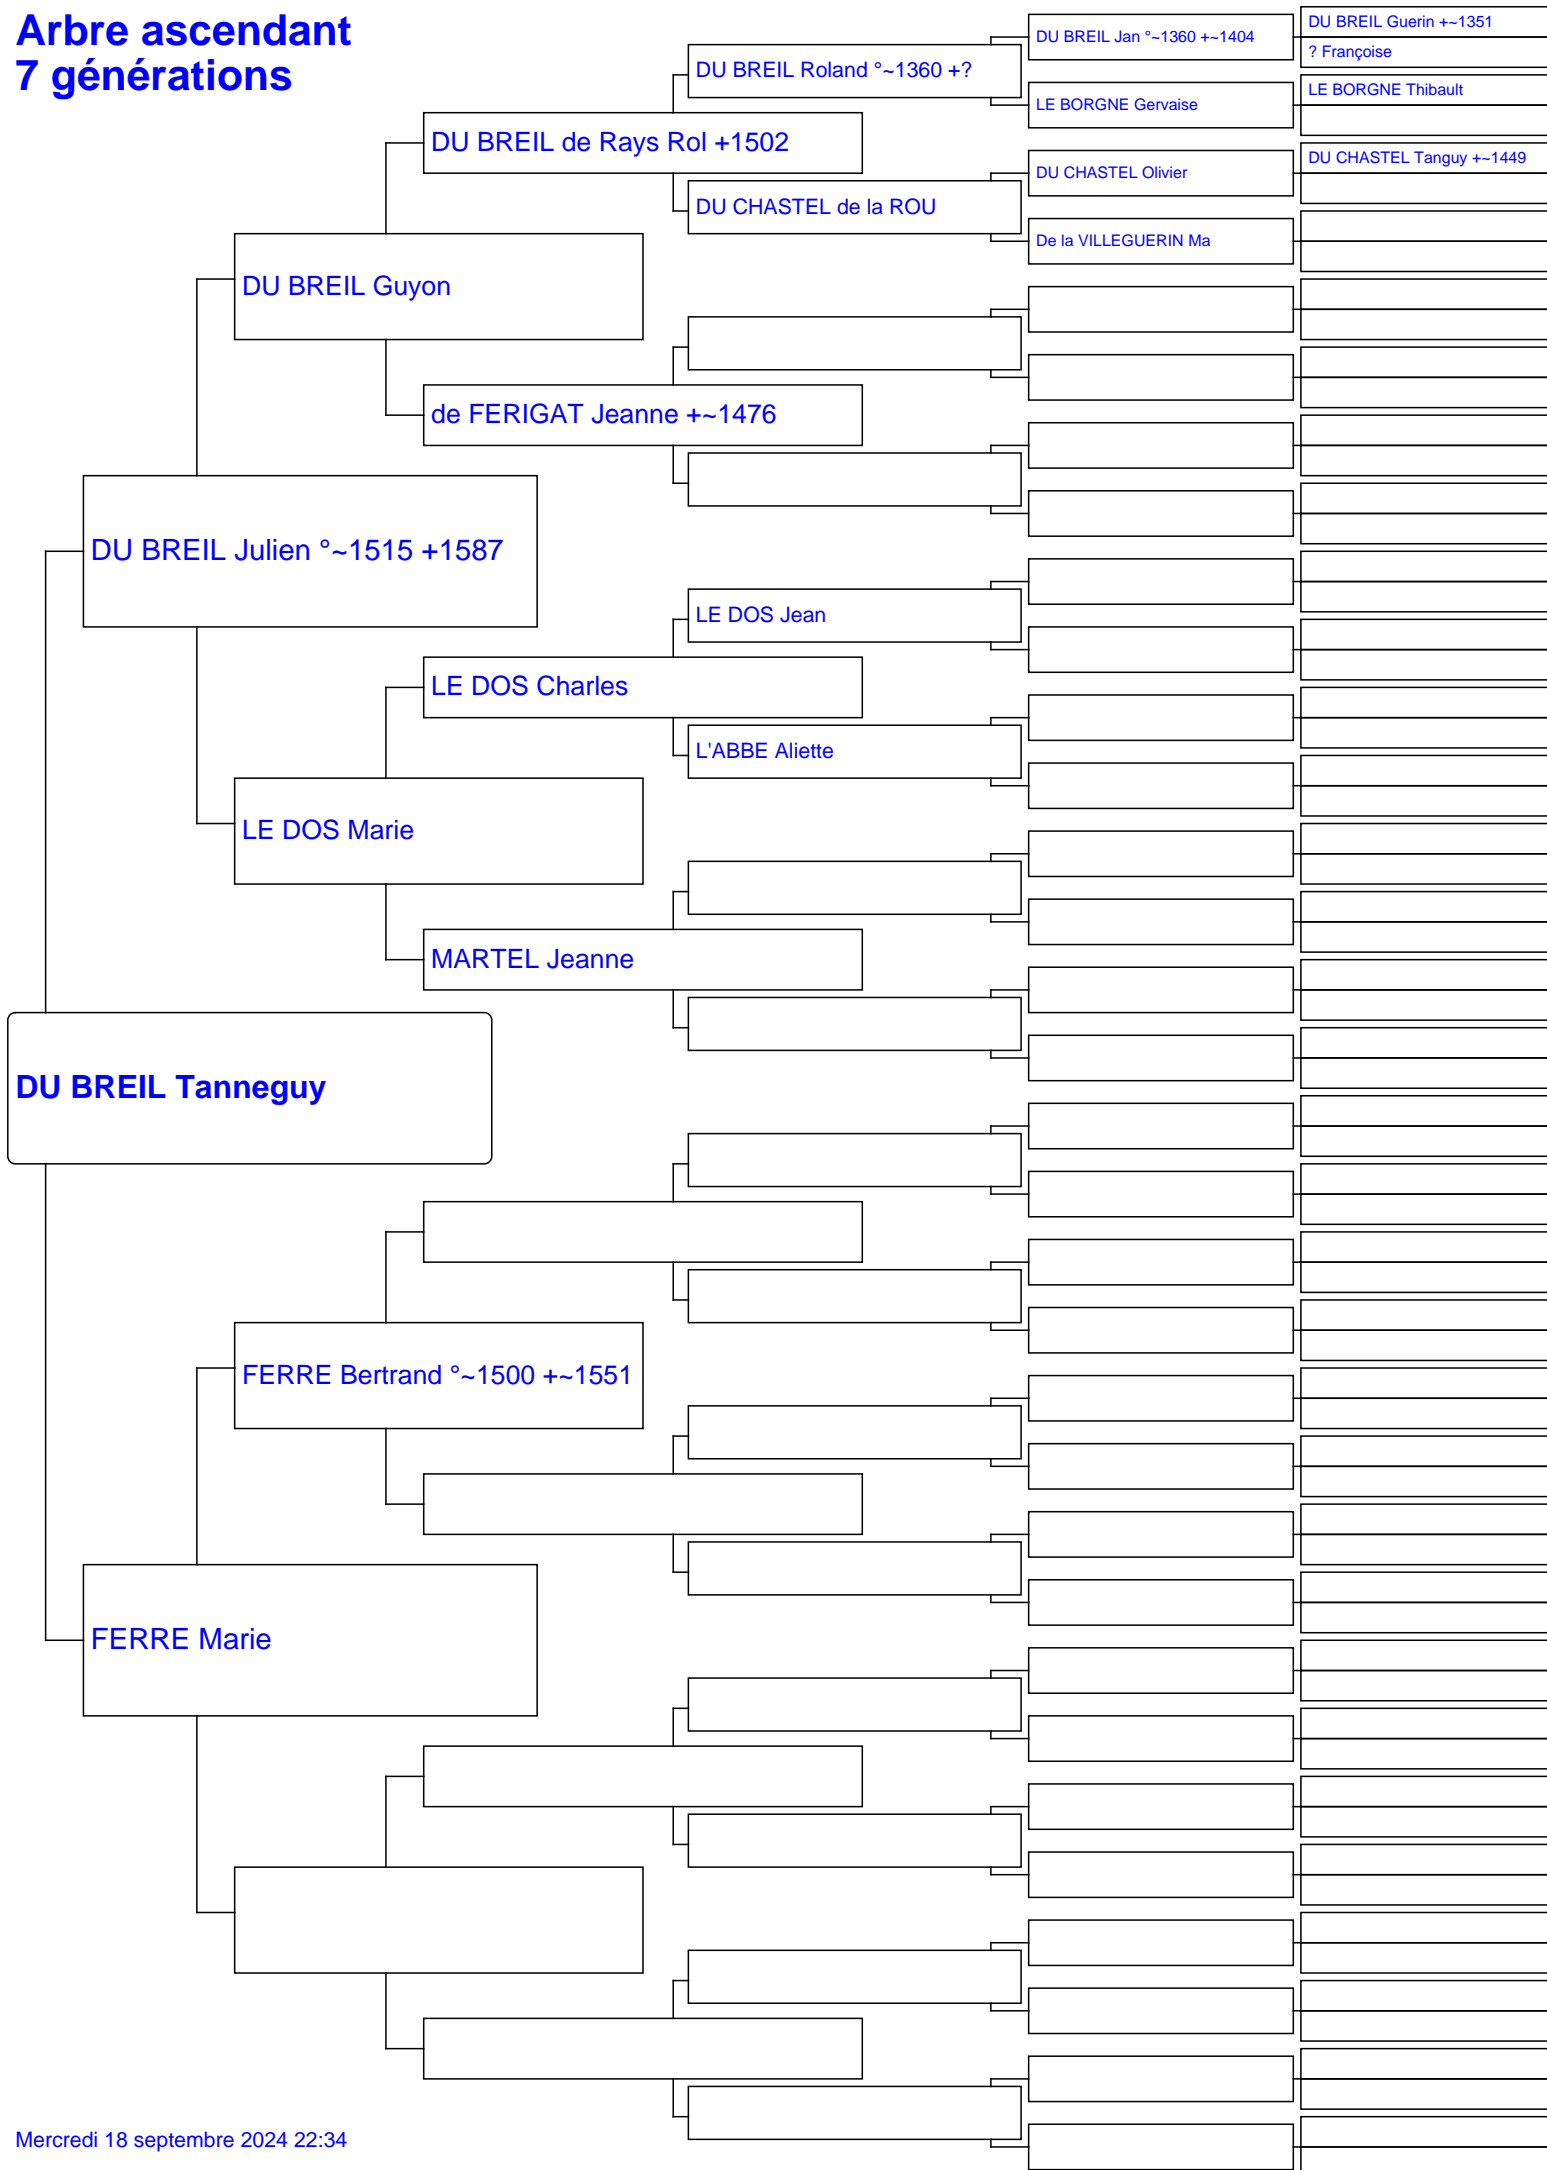 Arbre ascendant
7 générations
DU BREIL Guerin +~1351
DU BREIL Jan °~1360 +~1404
? Françoise
DU BREIL Roland °~1360 +?
LE BORGNE Thibault
LE BORGNE Gervaise
DU BREIL de Rays Rol +1502
DU CHASTEL Tanguy +~1449
DU CHASTEL Olivier
DU CHASTEL de la ROU
De la VILLEGUERIN Ma
DU BREIL Guyon
de FERIGAT Jeanne +~1476
DU BREIL Julien °~1515 +1587
LE DOS Jean
LE DOS Charles
L'ABBE Aliette
LE DOS Marie
MARTEL Jeanne
DU BREIL Tanneguy
FERRE Bertrand °~1500 +~1551
FERRE Marie
Mercredi 18 septembre 2024 22:34